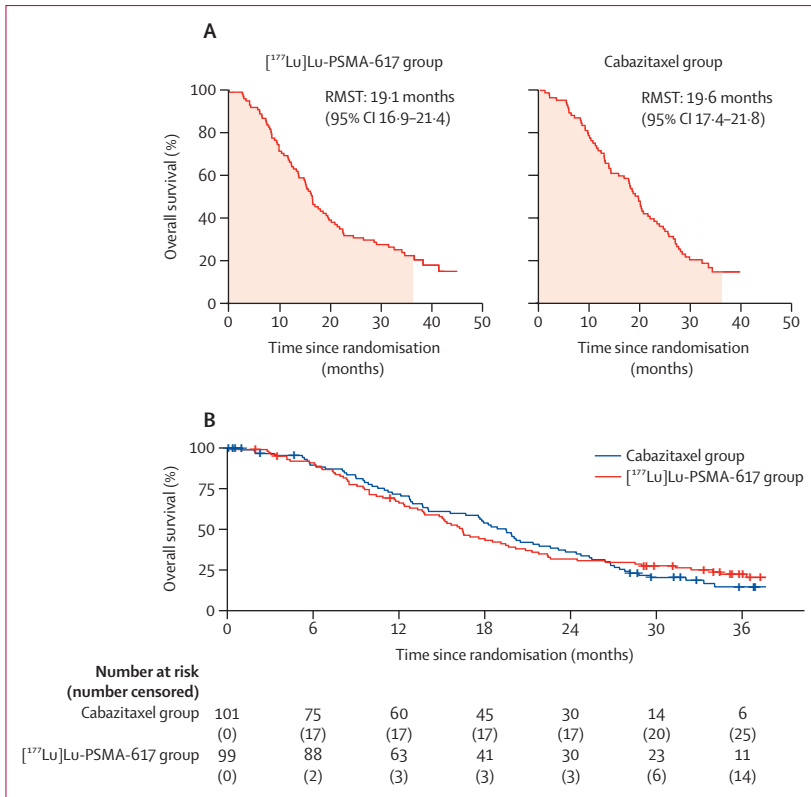 A
[¹⁷⁷Lu]Lu-PSMA-617 group
RMST: 19·1 months
(95% CI 16·9–21·4)
Overall survival (%)
100
80
60
40
20
0
0 10 20 30 40 50
Time since randomisation
(months)
Cabazitaxel group
RMST: 19·6 months
(95% CI 17·4–21·8)
100
80
60
40
20
0
0 10 20 30 40 50
Time since randomisation
(months)
B
Overall survival (%)
100
75
50
25
0
Cabazitaxel group
[¹⁷⁷Lu]Lu-PSMA-617 group
0 6 12 18 24 30 36
Time since randomisation (months)
Number at risk
(number censored)
Cabazitaxel group 101 75 60 45 30 14 6
(0) (17) (17) (17) (17) (20) (25)
[¹⁷⁷Lu]Lu-PSMA-617 group 99 88 63 41 30 23 11
(0) (2) (3) (3) (3) (6) (14)